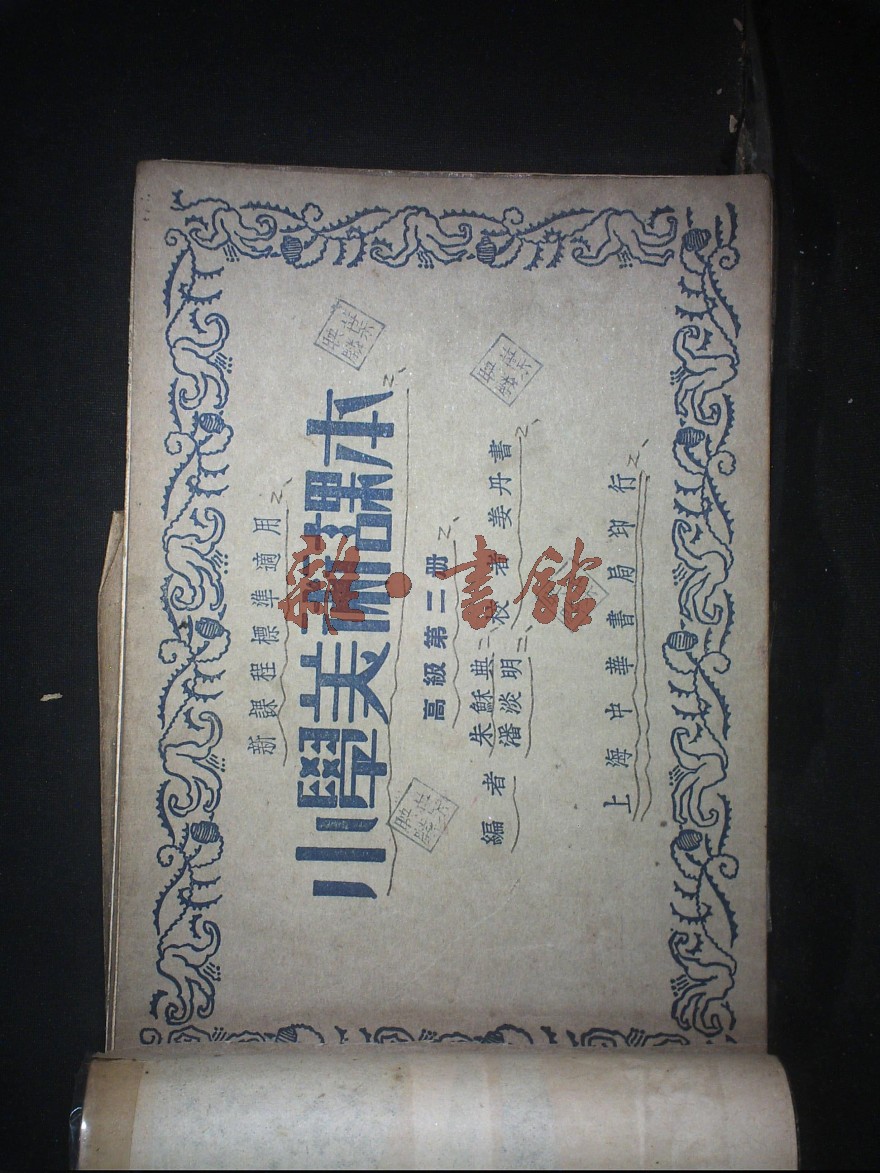 新課程標準適用
小學美術課本
高級第二册
編者 朱穌典 潘淡明 校者 姜丹書
上海中華書局印行